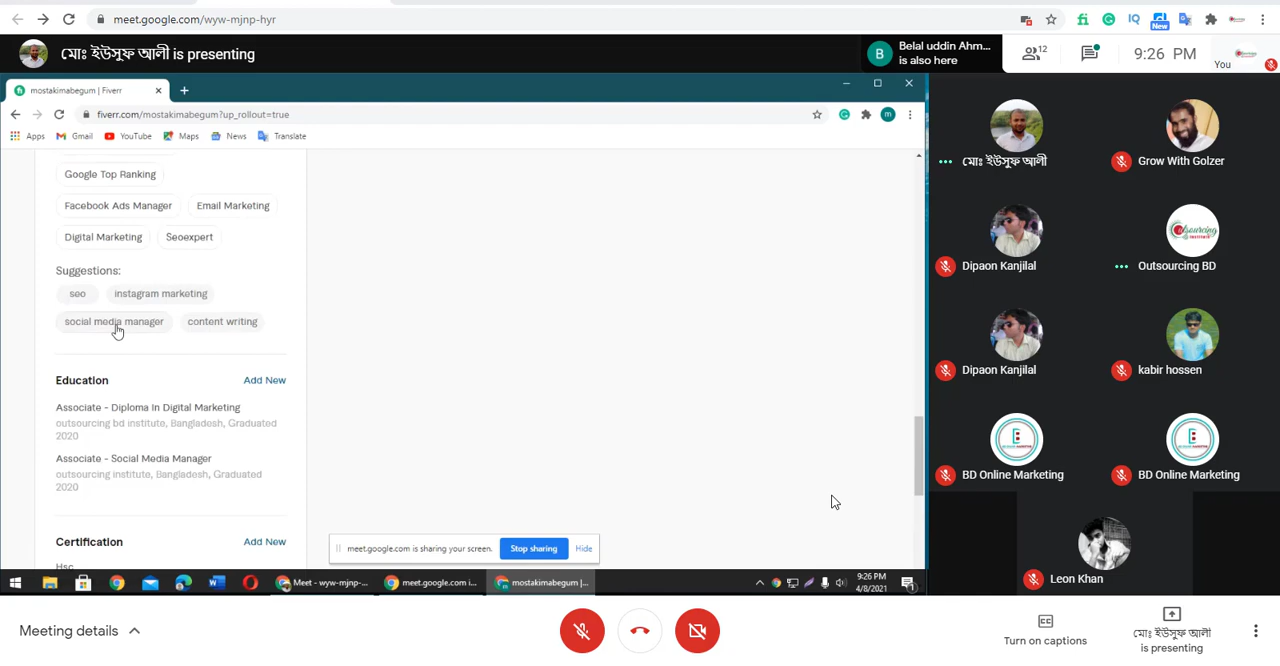 meet.google.com/wyw-mjnp-hyr
New
মোঃ ইউসুফ আলী is presenting
B
Belal uddin Ahm...
is also here
12
9:26 PM
You
mostakimabegum | Fiverr
fiverr.com/mostakimabegum?up_rollout=true
m
Apps
Gmail
YouTube
Maps
News
Translate
Google Top Ranking
Facebook Ads Manager
Email Marketing
Digital Marketing
Seoexpert
Suggestions:
seo
instagram marketing
social media manager
content writing
Education
Add New
Associate - Diploma In Digital Marketing
outsourcing bd institute, Bangladesh, Graduated
2020
Associate - Social Media Manager
outsourcing institute, Bangladesh, Graduated
2020
Certification
Add New
Hsc
meet.google.com is sharing your screen.
Stop sharing
Hide
Meet - wyw-mjnp-...
meet.google.com i...
mostakimabegum |...
9:26 PM
4/8/2021
1
মোঃ ইউসুফ আলী
Grow With Golzer
Dipaon Kanjilal
Outsourcing BD
Dipaon Kanjilal
kabir hossen
BD Online Marketing
BD Online Marketing
Leon Khan
Meeting details
Turn on captions
মোঃ ইউসুফ আলী
is presenting